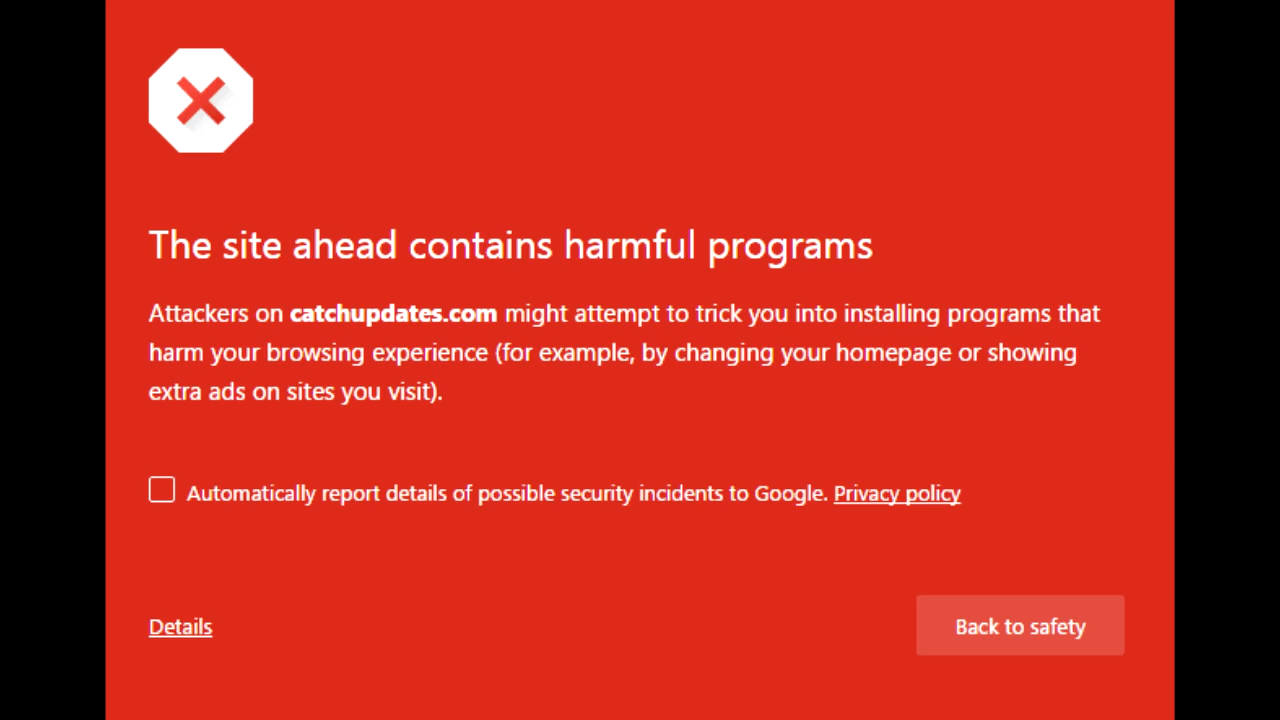 The site ahead contains harmful programs
Attackers on catchupdates.com might attempt to trick you into installing programs that
harm your browsing experience (for example, by changing your homepage or showing
extra ads on sites you visit).
Automatically report details of possible security incidents to Google. Privacy policy
Details
Back to safety